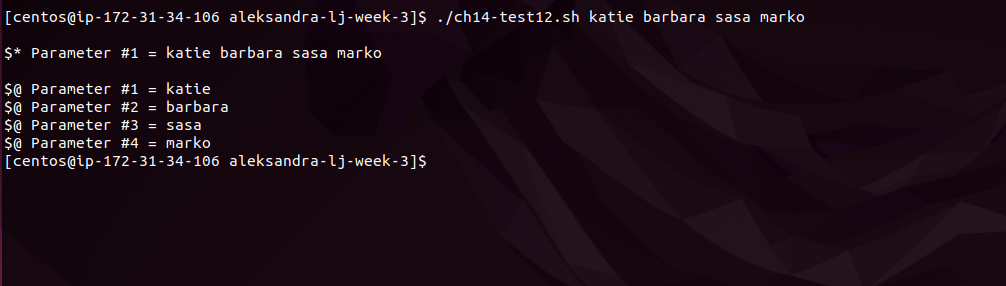 [centos@ip-172-31-34-106 aleksandra-lj-week-3]$ ./ch14-test12.sh katie barbara sasa marko
$* Parameter #1 = katie barbara sasa marko
$@ Parameter #1 = katie
$@ Parameter #2 = barbara
$@ Parameter #3 = sasa
$@ Parameter #4 = marko
[centos@ip-172-31-34-106 aleksandra-lj-week-3]$